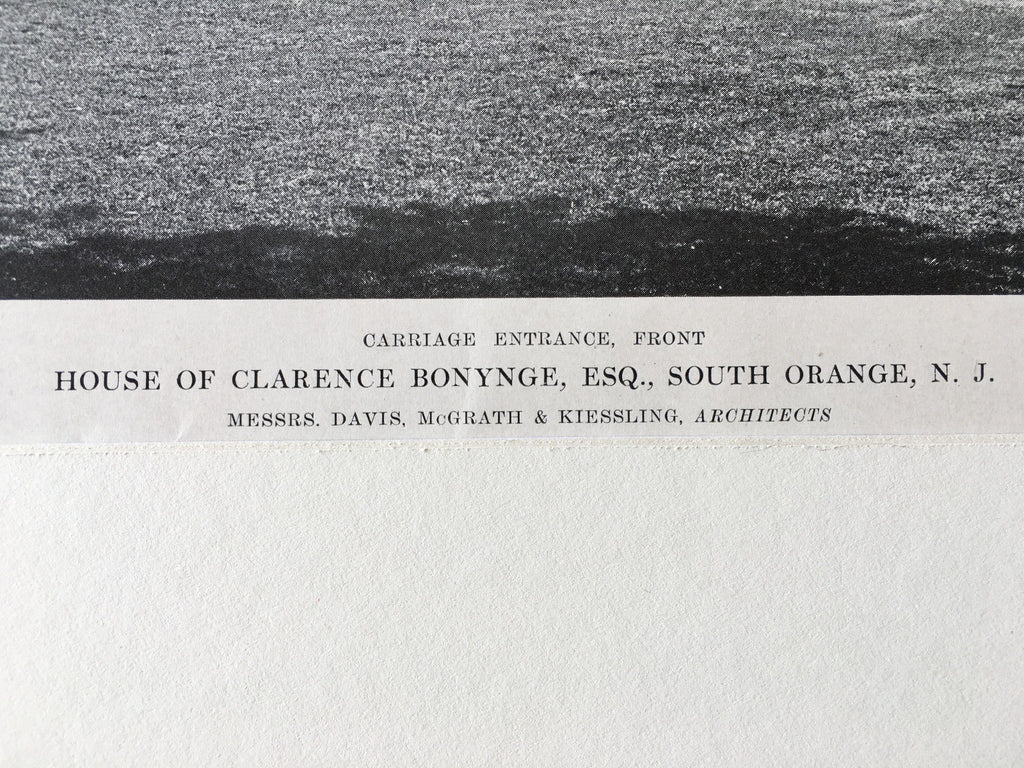 CARRIAGE ENTRANCE, FRONT
HOUSE OF CLARENCE BONYNGE, ESQ., SOUTH ORANGE, N. J.
MESSRS. DAVIS, McGRATH & KIESSLING, ARCHITECTS